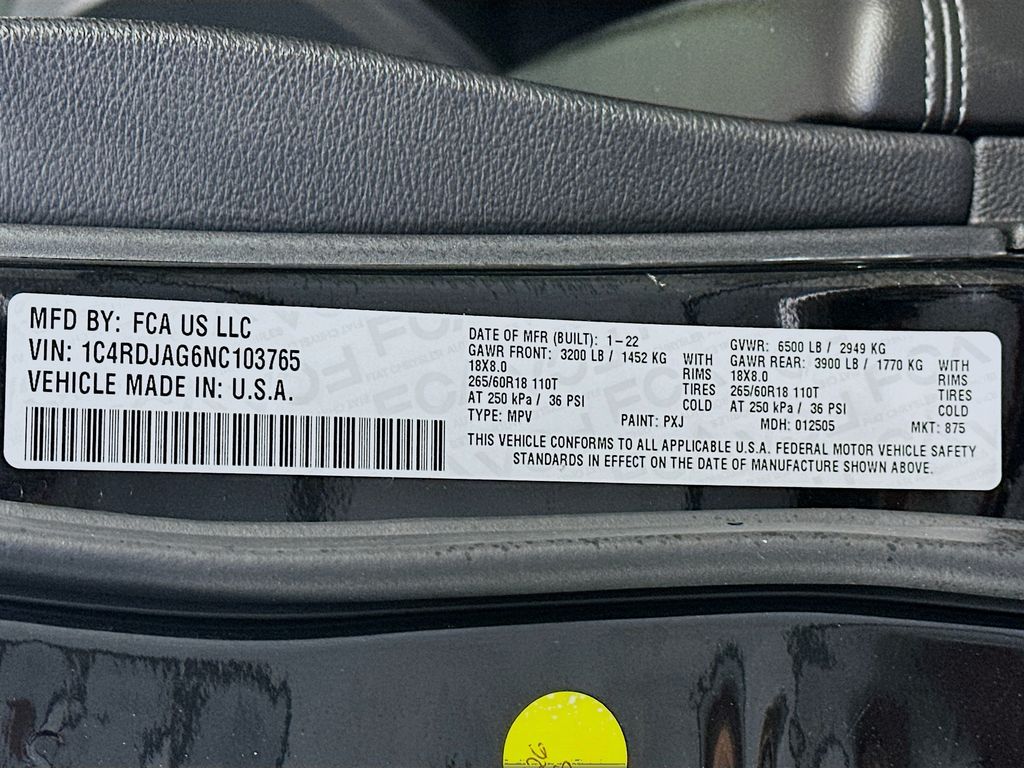 MFD BY: FCA US LLC
VIN: 1C4RDJAG6NC103765
VEHICLE MADE IN: U.S.A.
DATE OF MFR (BUILT): 1-22
GAWR FRONT: 3200 LB / 1452 KG WITH
18X8.0 RIMS
265/60R18 110T TIRES
AT 250 kPa / 36 PSI COLD
TYPE: MPV PAINT: PXJ
GVWR: 6500 LB / 2949 KG
GAWR REAR: 3900 LB / 1770 KG WITH
18X8.0 RIMS
265/60R18 110T TIRES
AT 250 kPa / 36 PSI COLD
MDH: 012505 MKT: 875
THIS VEHICLE CONFORMS TO ALL APPLICABLE U.S.A. FEDERAL MOTOR VEHICLE SAFETY
STANDARDS IN EFFECT ON THE DATE OF MANUFACTURE SHOWN ABOVE.